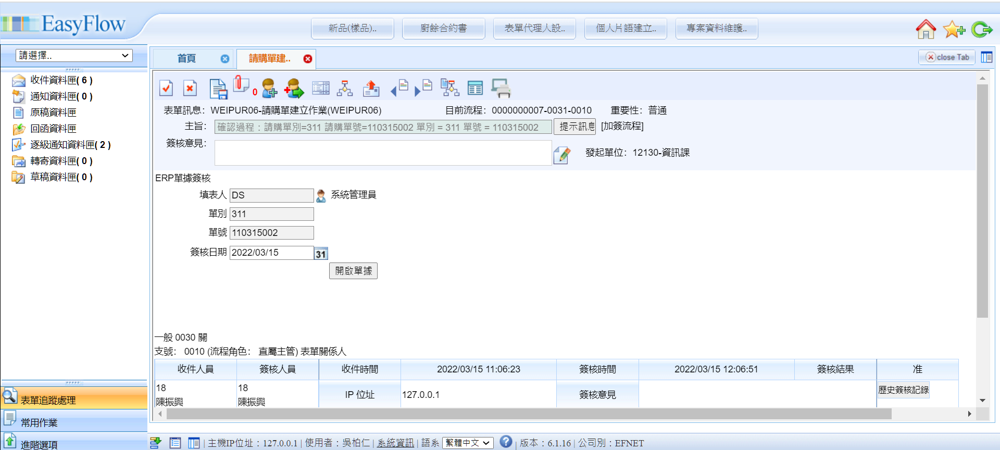 EasyFlow
新品(樣品)..
廚餘合約書
表單代理人設..
個人片語建立..
專案資料維護..
請選擇..
收件資料匣( 6 )
通知資料匣( 0 )
原稿資料匣
回函資料匣
逐級通知資料匣( 2 )
轉寄資料匣( 0 )
草稿資料匣( 0 )
表單追蹤處理
常用作業
進階選項
首頁
請購單建..
close Tab
0
表單訊息: WEIPUR06-請購單建立作業(WEIPUR06) 目前流程: 0000000007-0031-0010 重要性: 普通
主旨: 確認過程：請購單別=311 請購單號=110315002 單別 = 311 單號 = 110315002 提示訊息 [加簽流程]
簽核意見: 發起單位: 12130-資訊課
ERP單據簽核
填表人 DS 系統管理員
單別 311
單號 110315002
簽核日期 2022/03/15 31
開啟單據
一般 0030 關
支號: 0010 (流程角色: 直屬主管) 表單關係人
收件人員 簽核人員 收件時間 2022/03/15 11:06:23 簽核時間 2022/03/15 12:06:51 簽核結果 准
18 18 IP 位址 127.0.0.1 簽核意見 歷史簽核記錄
陳振興 陳振興
| 主機IP位址：127.0.0.1 | 使用者：吳柏仁 | 系統資訊 | 語系 繁體中文 | 版本：6.1.16 | 公司別：EFNET